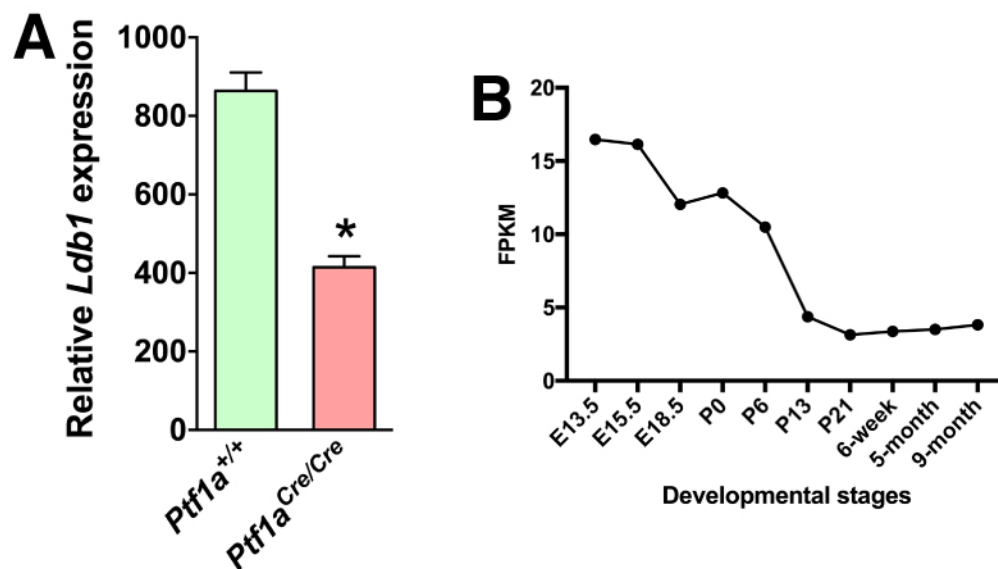 A
Relative Ldb1 expression
1000
800
600
400
200
0
*
Ptf1a+/+
Ptf1aCre/Cre
B
FPKM
20
15
10
5
0
E13.5
E15.5
E18.5
P0
P6
P13
P21
6-week
5-month
9-month
Developmental stages